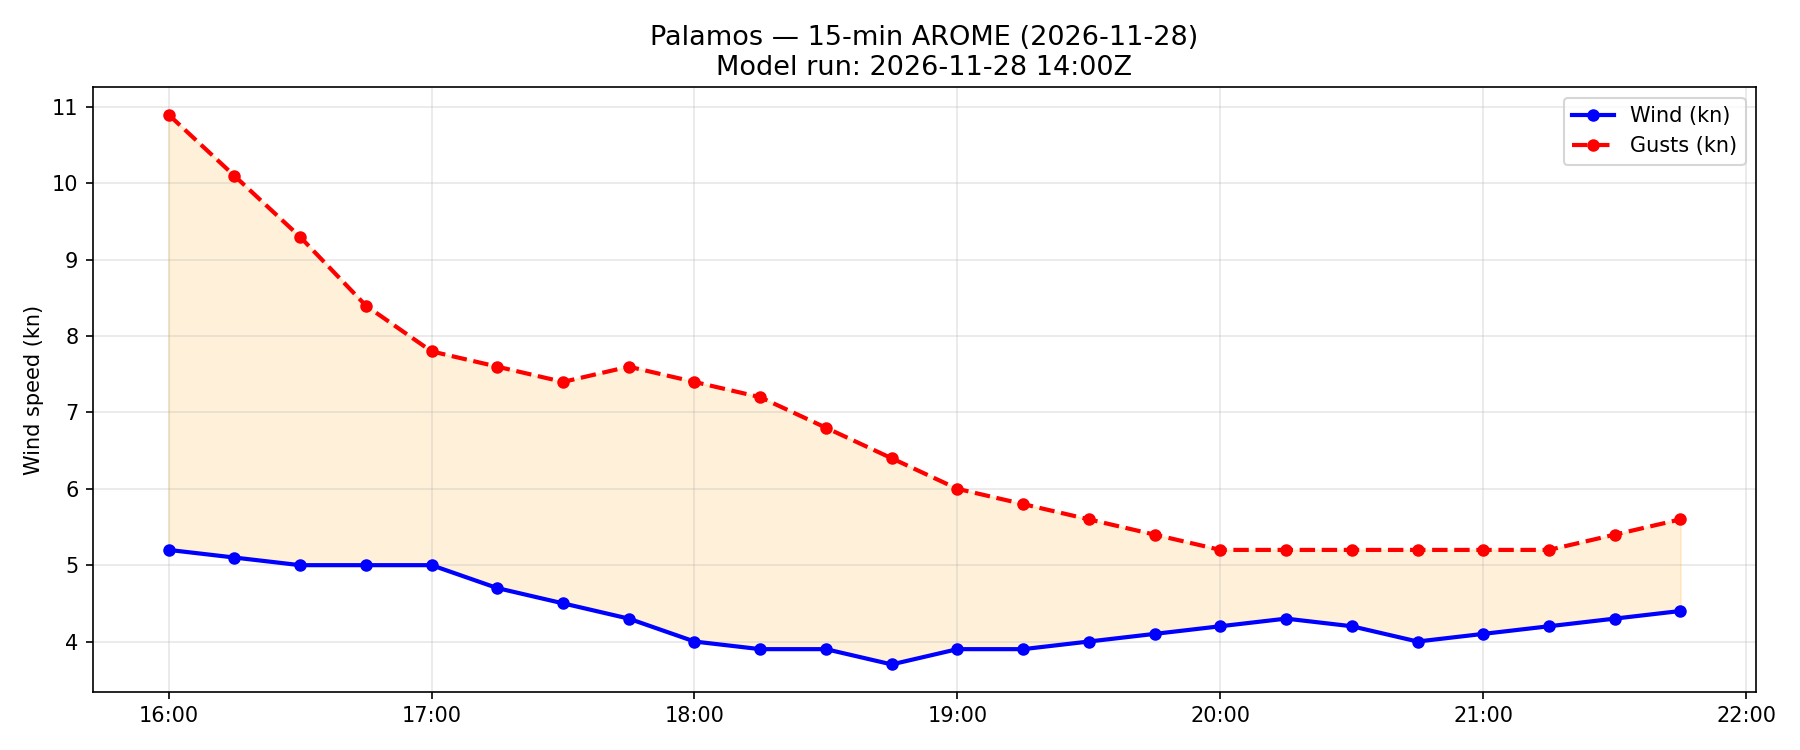 Palamos — 15-min AROME (2026-11-28)
Model run: 2026-11-28 14:00Z
Wind (kn)
Gusts (kn)
Wind speed (kn)
11
10
9
8
7
6
5
4
16:00 17:00 18:00 19:00 20:00 21:00 22:00